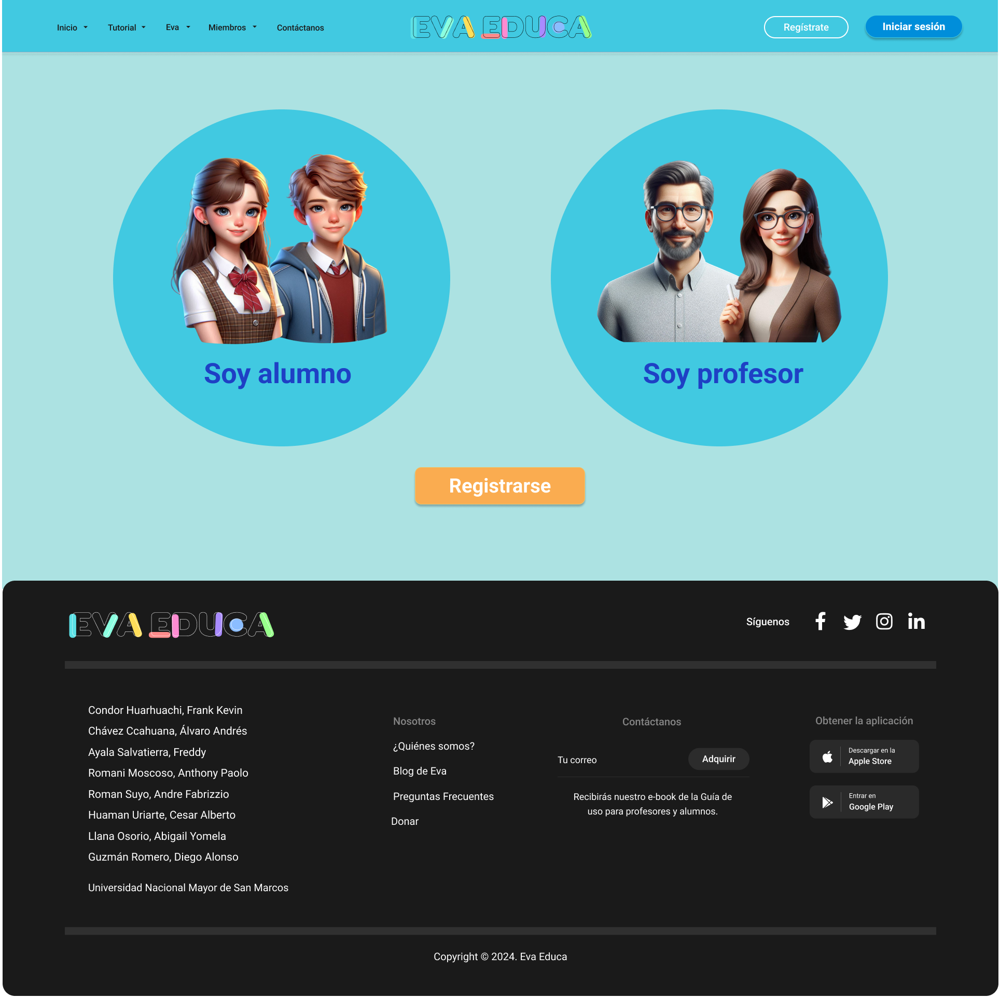 Inicio
Tutorial
Eva
Miembros
Contáctanos
EVA EDUCA
Regístrate
Iniciar sesión
Soy alumno
Soy profesor
Registrarse
EVA EDUCA
Síguenos
Condor Huarhuachi, Frank Kevin
Chávez Ccahuana, Álvaro Andrés
Ayala Salvatierra, Freddy
Romani Moscoso, Anthony Paolo
Roman Suyo, Andre Fabrizzio
Huaman Uriarte, Cesar Alberto
Llana Osorio, Abigail Yomela
Guzmán Romero, Diego Alonso
Universidad Nacional Mayor de San Marcos
Nosotros
¿Quiénes somos?
Blog de Eva
Preguntas Frecuentes
Donar
Contáctanos
Tu correo
Adquirir
Recibirás nuestro e-book de la Guía de
uso para profesores y alumnos.
Obtener la aplicación
Descargar en la
Apple Store
Entrar en
Google Play
Copyright © 2024. Eva Educa